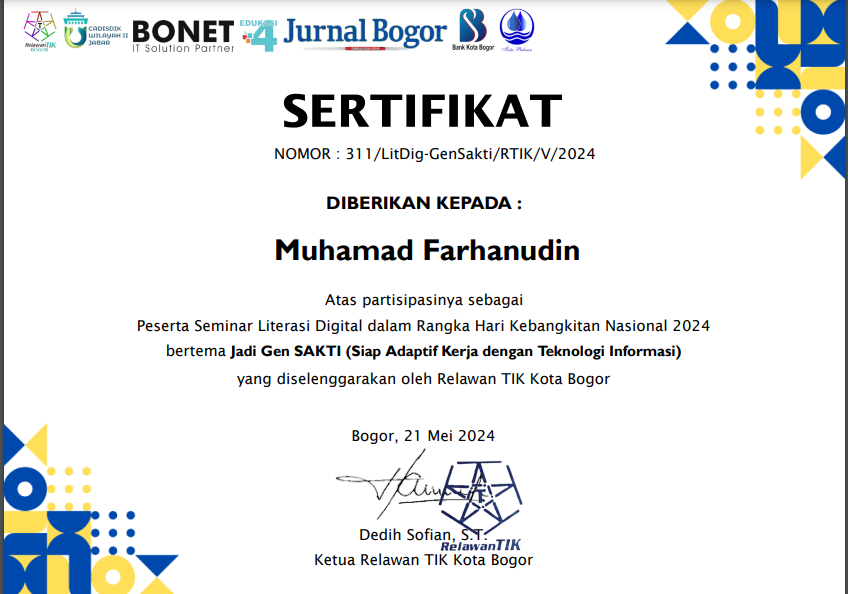 RelawanTIK
BOGOR
CADISDIK
WILAYAH II
JABAR
BONET
IT Solution Partner
EDUKASI
4
Jurnal Bogor
Bank Kota Bogor
SERTIFIKAT
NOMOR : 311/LitDig-GenSakti/RTIK/V/2024
DIBERIKAN KEPADA :
Muhamad Farhanudin
Atas partisipasinya sebagai
Peserta Seminar Literasi Digital dalam Rangka Hari Kebangkitan Nasional 2024
bertema Jadi Gen SAKTI (Siap Adaptif Kerja dengan Teknologi Informasi)
yang diselenggarakan oleh Relawan TIK Kota Bogor
Bogor, 21 Mei 2024
Dedih Sofian, S.T.
RelawanTIK
Ketua Relawan TIK Kota Bogor